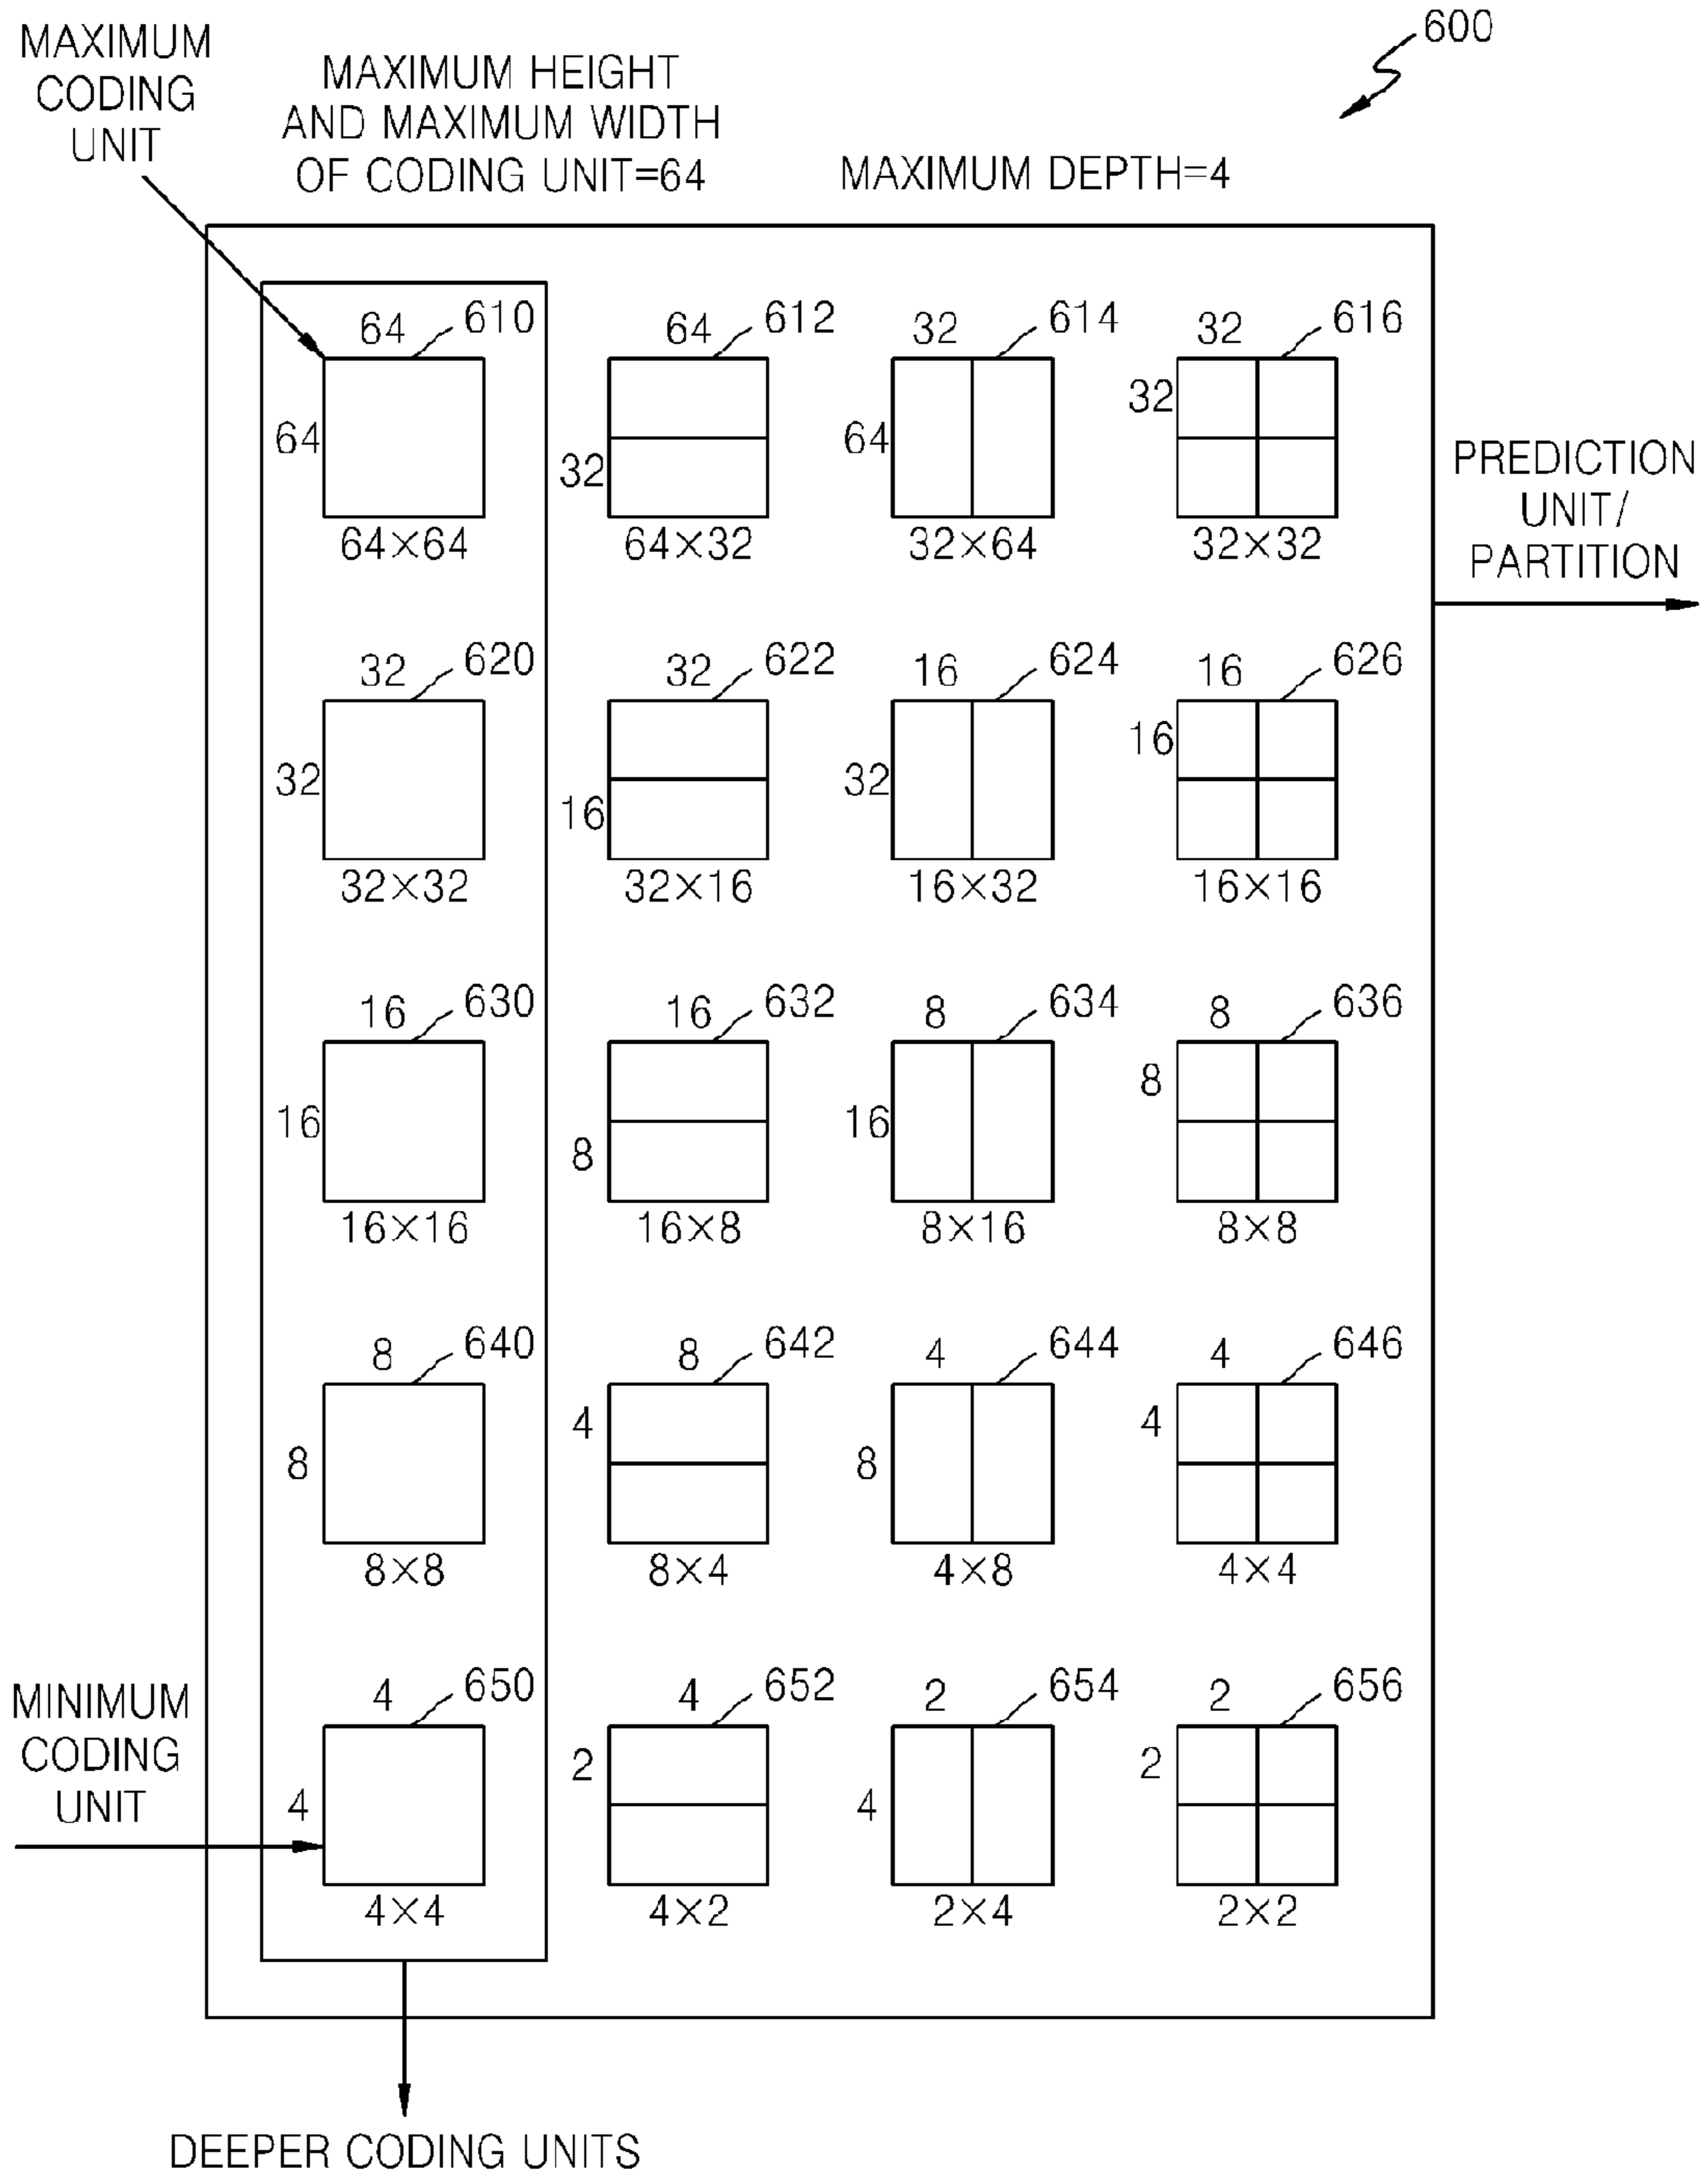 600
MAXIMUM
CODING
UNIT
MAXIMUM HEIGHT
AND MAXIMUM WIDTH
OF CODING UNIT=64
MAXIMUM DEPTH=4
64 610 64 612 32 614 32 616
64 32 64 32
64×64 64×32 32×64 32×32
PREDICTION
UNIT/
PARTITION
32 620 32 622 16 624 16 626
32 16 32 16
32×32 32×16 16×32 16×16
16 630 16 632 8 634 8 636
16 8 16 8
16×16 16×8 8×16 8×8
8 640 8 642 4 644 4 646
8 4 8 4
8×8 8×4 4×8 4×4
MINIMUM
CODING
UNIT
4 650 4 652 2 654 2 656
4 2 4 2
4×4 4×2 2×4 2×2
DEEPER CODING UNITS